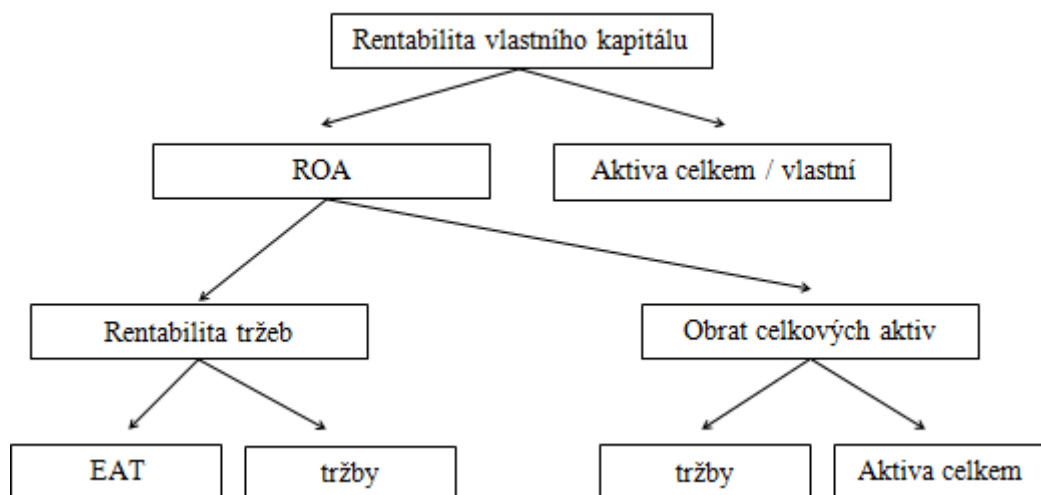 Rentabilita vlastního kapitálu
ROA
Aktiva celkem / vlastní
Rentabilita tržeb
Obrat celkových aktiv
EAT
tržby
tržby
Aktiva celkem